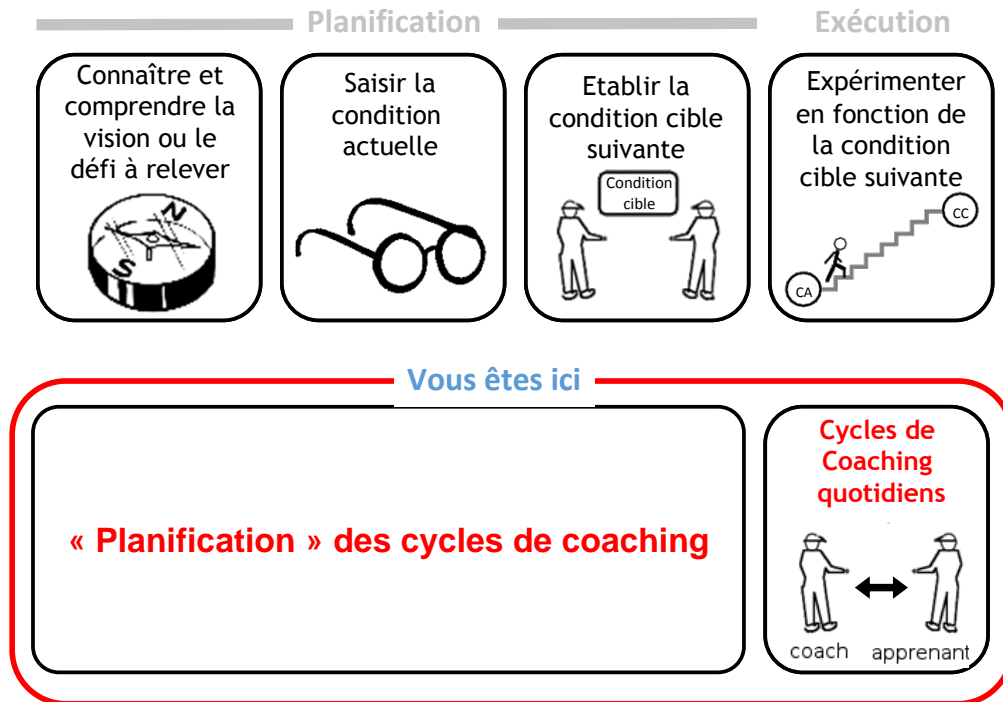 Planification
Exécution
Connaître et
comprendre la
vision ou le
défi à relever
N
S
Saisir la
condition
actuelle
Etablir la
condition cible
suivante
Condition
cible
Expérimenter
en fonction de
la condition
cible suivante
CC
CA
Vous êtes ici
« Planification » des cycles de coaching
Cycles de
Coaching
quotidiens
coach apprenant